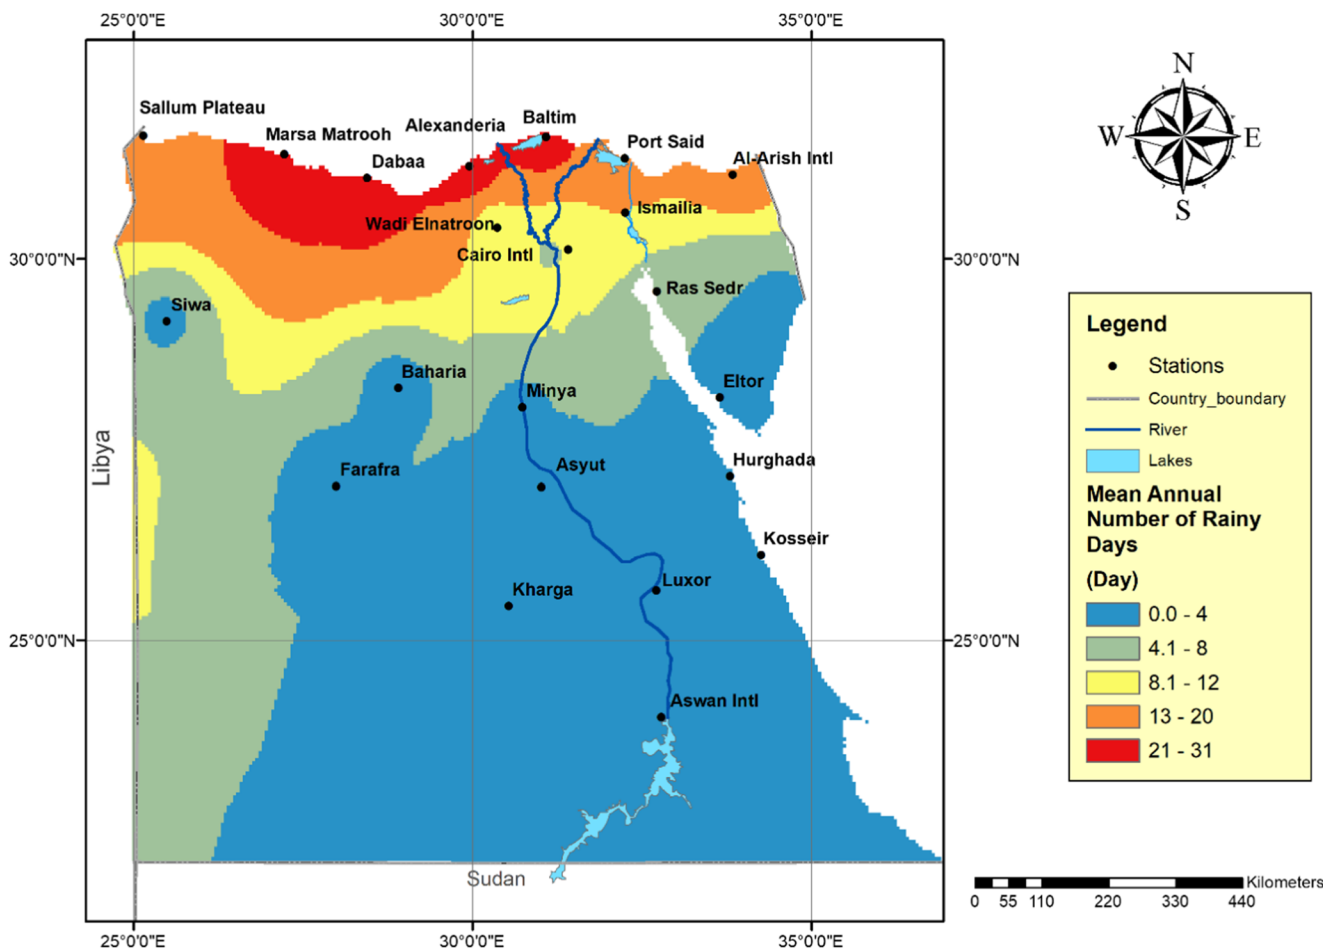 25°0'0"E 30°0'0"E 35°0'0"E
N
W E
S
Sallum Plateau
Marsa Matrooh
Alexanderia
Baltim
Dabaa
Port Said
Al-Arish Intl
Wadi Elnatroon
Ismailia
Cairo Intl
30°0'0"N 30°0'0"N
Siwa
Ras Sedr
Baharia
Minya
Eltor
Libya
Farafra
Asyut
Hurghada
Kosseir
Kharga
Luxor
25°0'0"N 25°0'0"N
Aswan Intl
Sudan
25°0'0"E 30°0'0"E 35°0'0"E
Legend
Stations
Country_boundary
River
Lakes
Mean Annual
Number of Rainy
Days
(Day)
0.0 - 4
4.1 - 8
8.1 - 12
13 - 20
21 - 31
Kilometers
0 55 110 220 330 440